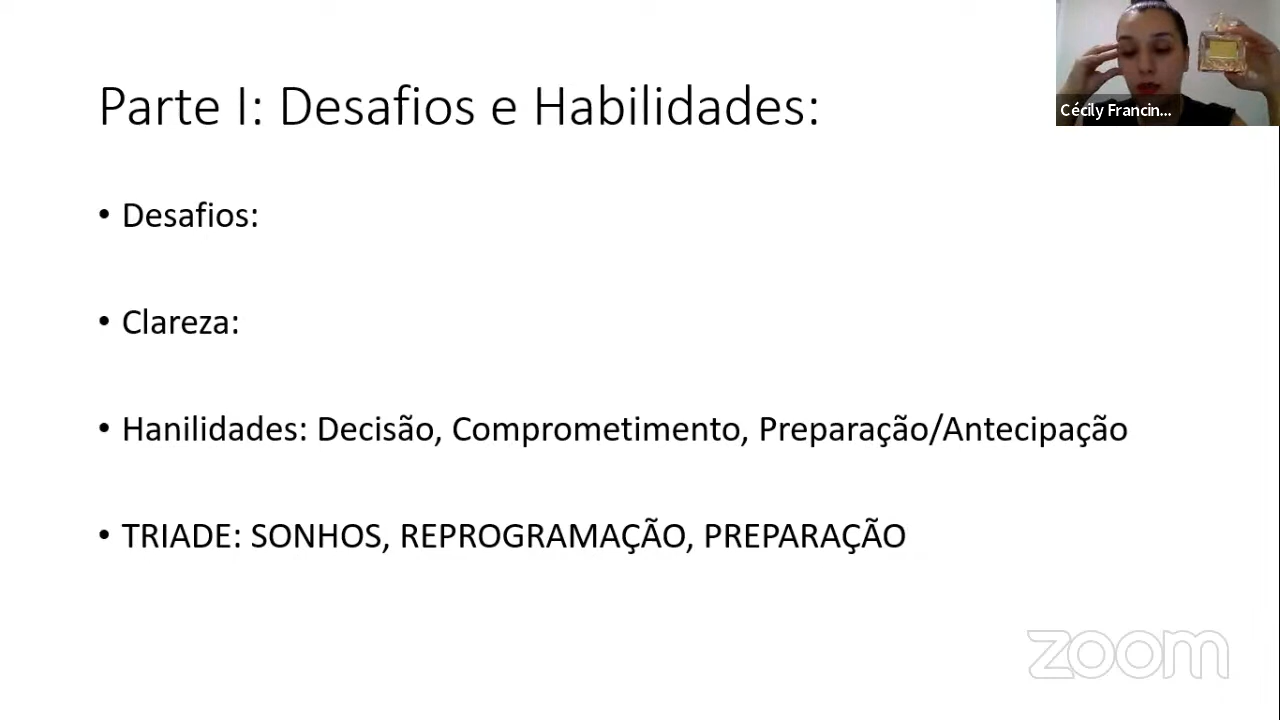 Parte I: Desafios e Habilidades:
Cécily Francin...
• Desafios:
• Clareza:
• Hanilidades: Decisão, Comprometimento, Preparação/Antecipação
• TRIADE: SONHOS, REPROGRAMAÇÃO, PREPARAÇÃO
zoom